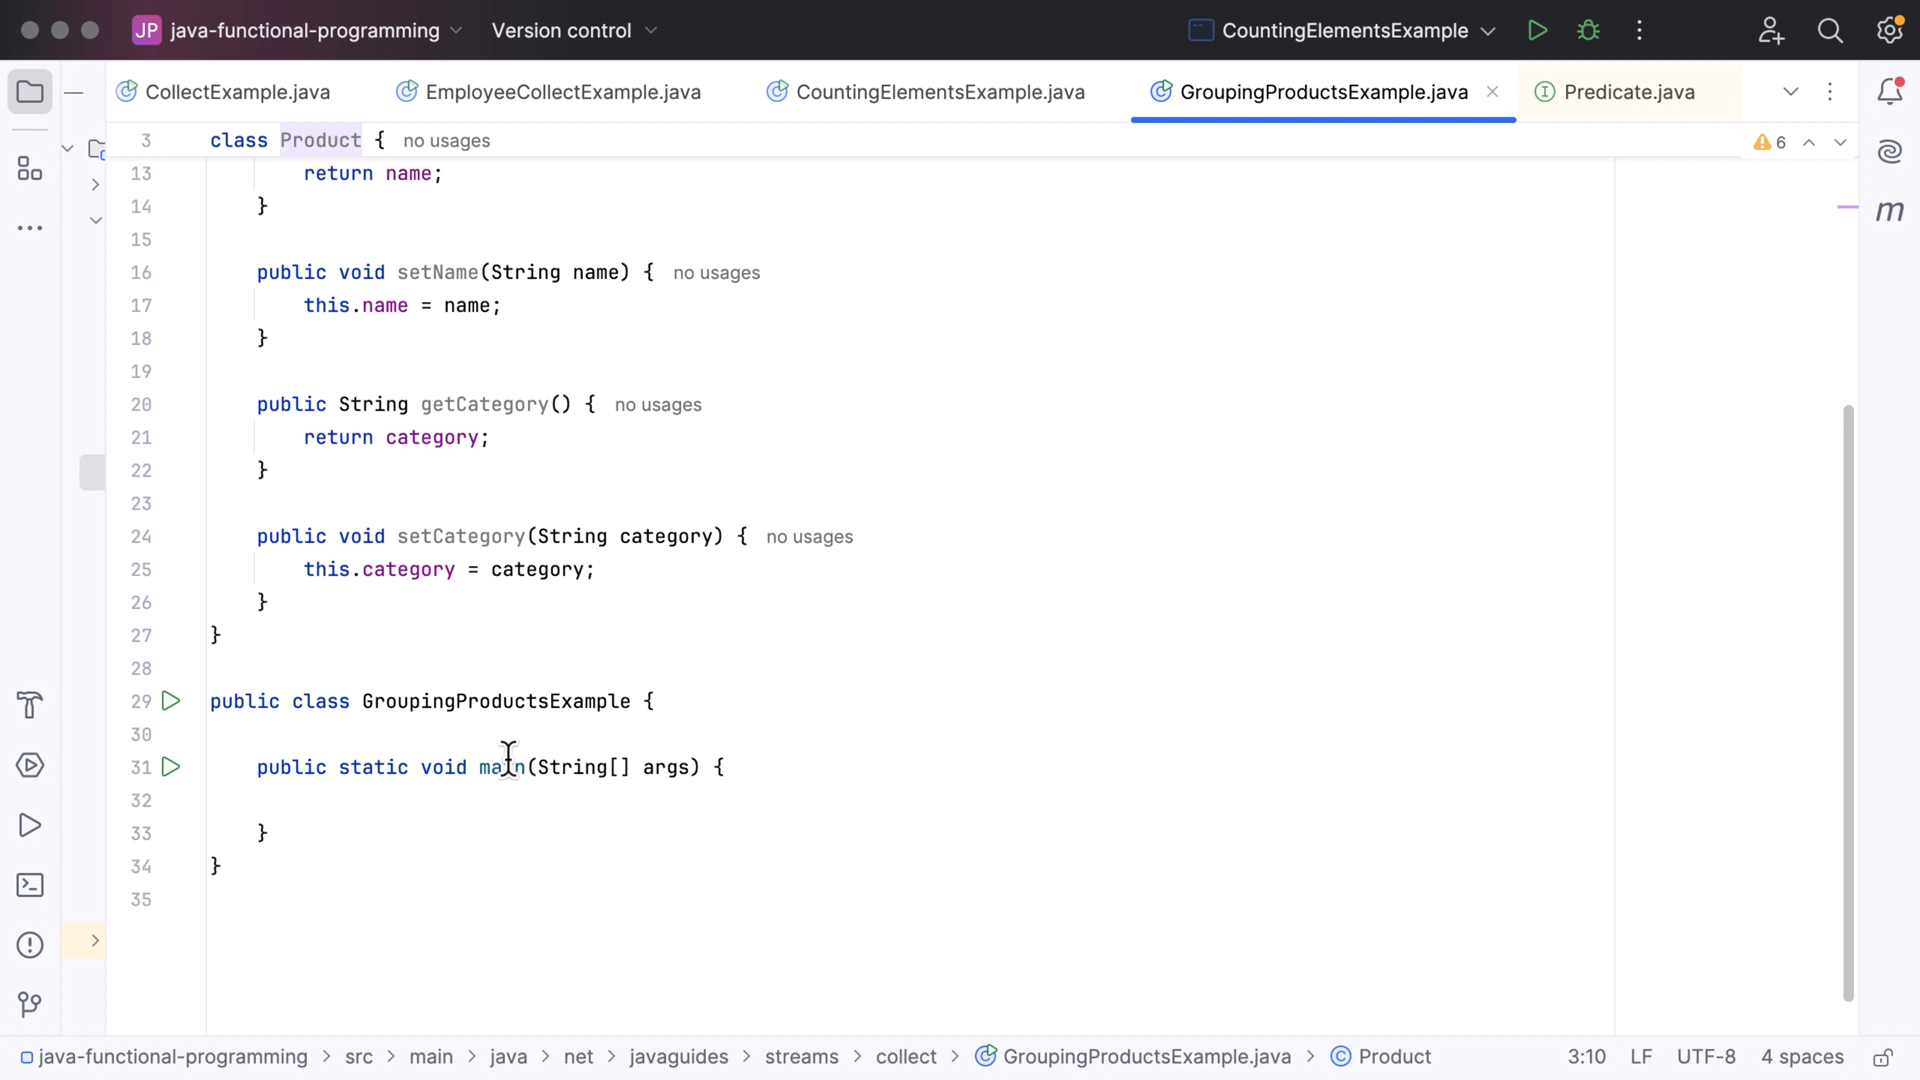 JP java-functional-programming Version control CountingElementsExample
CollectExample.java EmployeeCollectExample.java CountingElementsExample.java GroupingProductsExample.java Predicate.java
3 class Product { no usages 6
13 return name;
14 }
15
16 public void setName(String name) { no usages
17 this.name = name;
18 }
19
20 public String getCategory() { no usages
21 return category;
22 }
23
24 public void setCategory(String category) { no usages
25 this.category = category;
26 }
27 }
28
29 public class GroupingProductsExample {
30
31 public static void main(String[] args) {
32
33 }
34 }
35
java-functional-programming > src > main > java > net > javaguides > streams > collect > GroupingProductsExample.java > Product 3:10 LF UTF-8 4 spaces